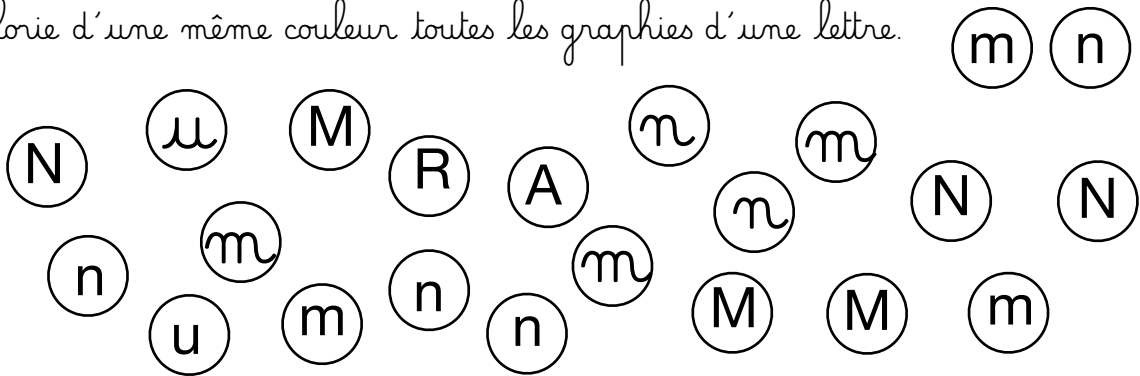 lorie d'une même couleur toutes les graphies d'une lettre.
m n
N u M R A n m n N N
n m m
u m n n M M m